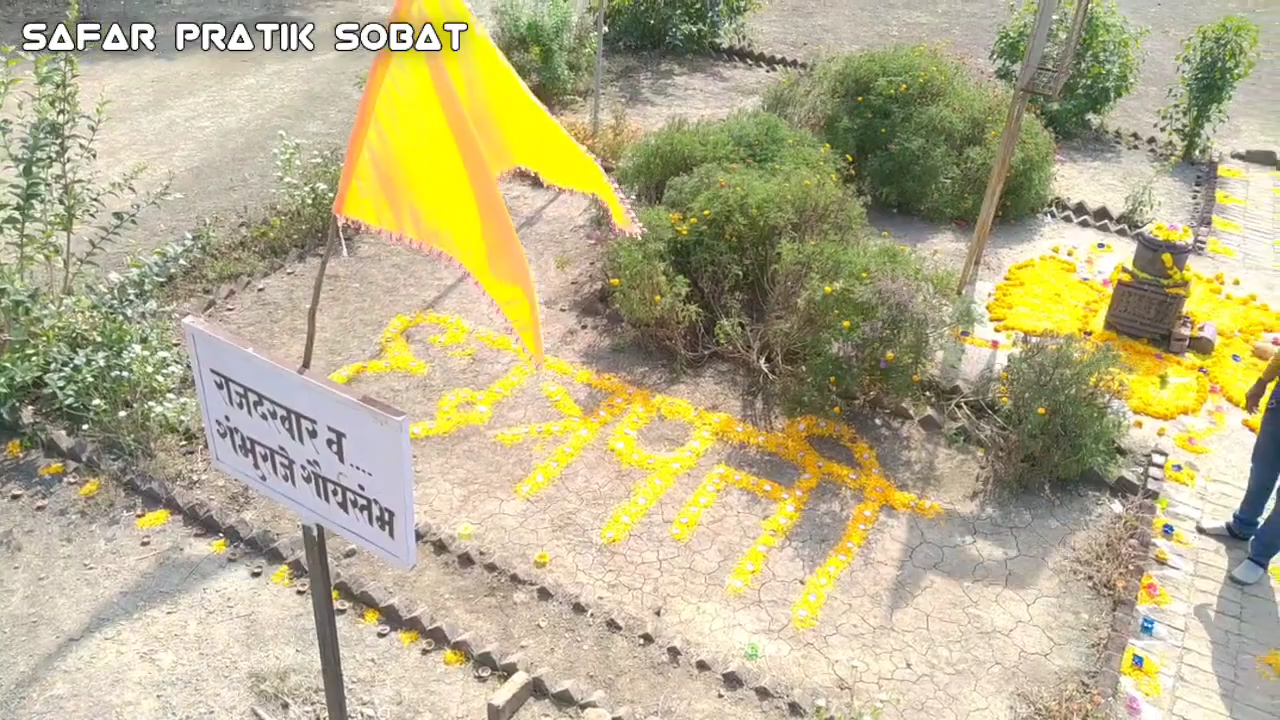 SAFAR PRATIK SOBAT
राजदरबार व ....
शंभुराजे शौर्यस्तंभ